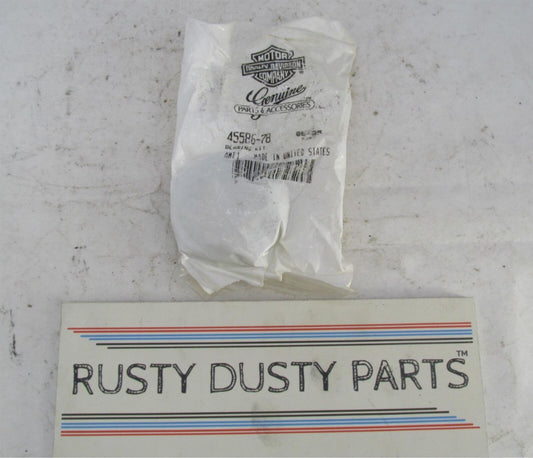 MOTOR
HARLEY-DAVIDSON
COMPANY
Genuine
PARTS & ACCESSORIES
45586-78
BEARING KIT
MADE IN UNITED STATES
RUSTY DUSTY PARTS™